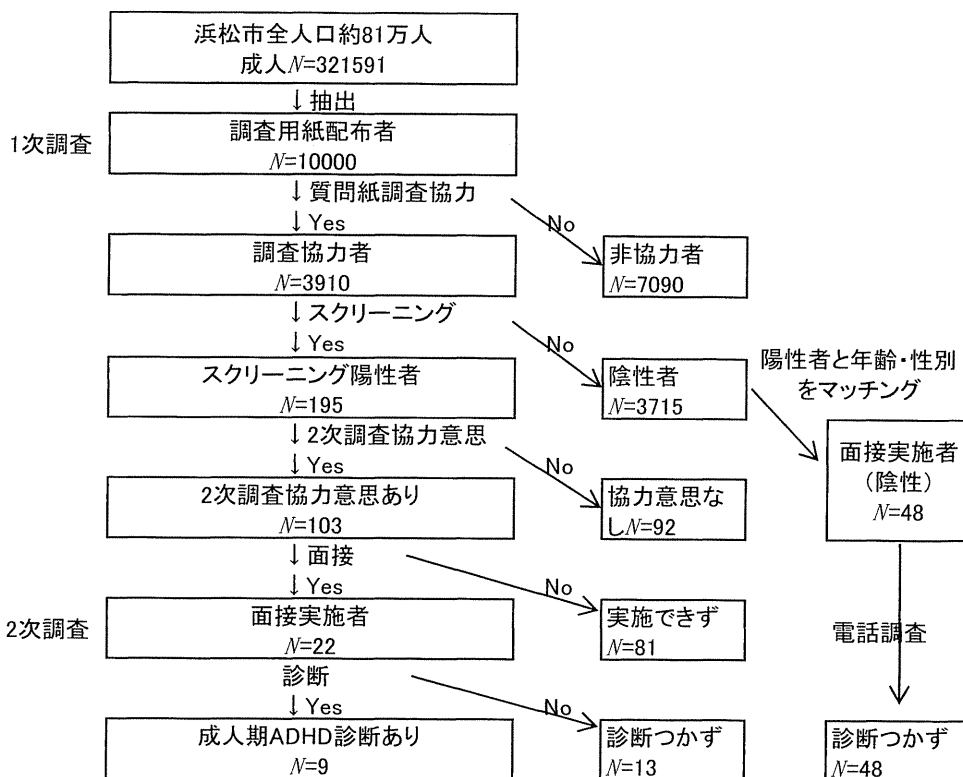 浜松市全人口約81万人
成人N=321591
↓抽出
1次調査
調査用紙配布者
N=10000
↓質問紙調査協力
↓Yes
No
調査協力者
N=3910
非協力者
N=7090
↓スクリーニング
↓Yes
No
スクリーニング陽性者
N=195
陰性者
N=3715
陽性者と年齢・性別
をマッチング
↓2次調査協力意思
↓Yes
No
2次調査協力意思あり
N=103
協力意思な
しN=92
面接実施者
（陰性）
N=48
↓面接
↓Yes
No
2次調査
面接実施者
N=22
実施できず
N=81
電話調査
診断
↓Yes
No
成人期ADHD診断あり
N=9
診断つかず
N=13
診断つかず
N=48